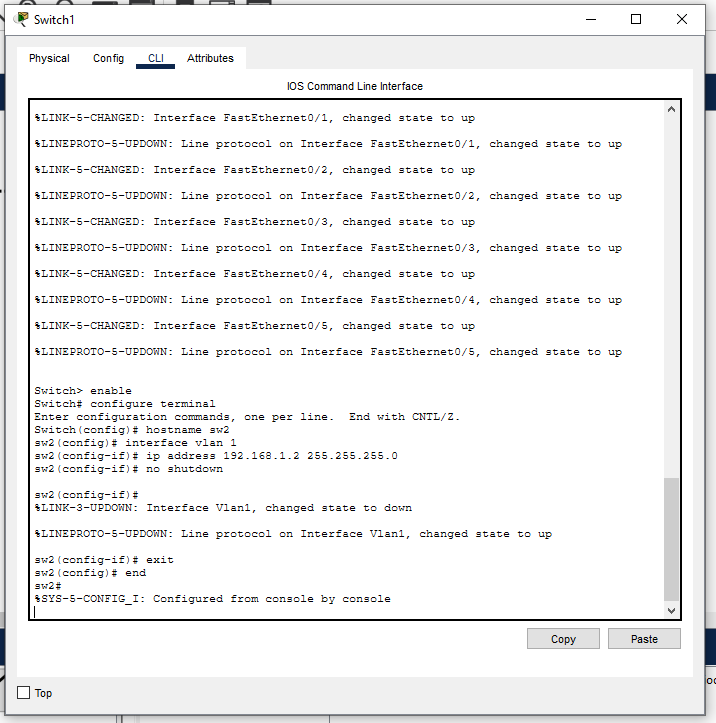 Switch1
Physical Config CLI Attributes
IOS Command Line Interface
%LINK-5-CHANGED: Interface FastEthernet0/1, changed state to up
%LINEPROTO-5-UPDOWN: Line protocol on Interface FastEthernet0/1, changed state to up
%LINK-5-CHANGED: Interface FastEthernet0/2, changed state to up
%LINEPROTO-5-UPDOWN: Line protocol on Interface FastEthernet0/2, changed state to up
%LINK-5-CHANGED: Interface FastEthernet0/3, changed state to up
%LINEPROTO-5-UPDOWN: Line protocol on Interface FastEthernet0/3, changed state to up
%LINK-5-CHANGED: Interface FastEthernet0/4, changed state to up
%LINEPROTO-5-UPDOWN: Line protocol on Interface FastEthernet0/4, changed state to up
%LINK-5-CHANGED: Interface FastEthernet0/5, changed state to up
%LINEPROTO-5-UPDOWN: Line protocol on Interface FastEthernet0/5, changed state to up
Switch> enable
Switch# configure terminal
Enter configuration commands, one per line.  End with CNTL/Z.
Switch(config)# hostname sw2
sw2(config)# interface vlan 1
sw2(config-if)# ip address 192.168.1.2 255.255.255.0
sw2(config-if)# no shutdown
sw2(config-if)#
%LINK-3-UPDOWN: Interface Vlan1, changed state to down
%LINEPROTO-5-UPDOWN: Line protocol on Interface Vlan1, changed state to up
sw2(config-if)# exit
sw2(config)# end
sw2#
%SYS-5-CONFIG_I: Configured from console by console
Copy Paste
Top